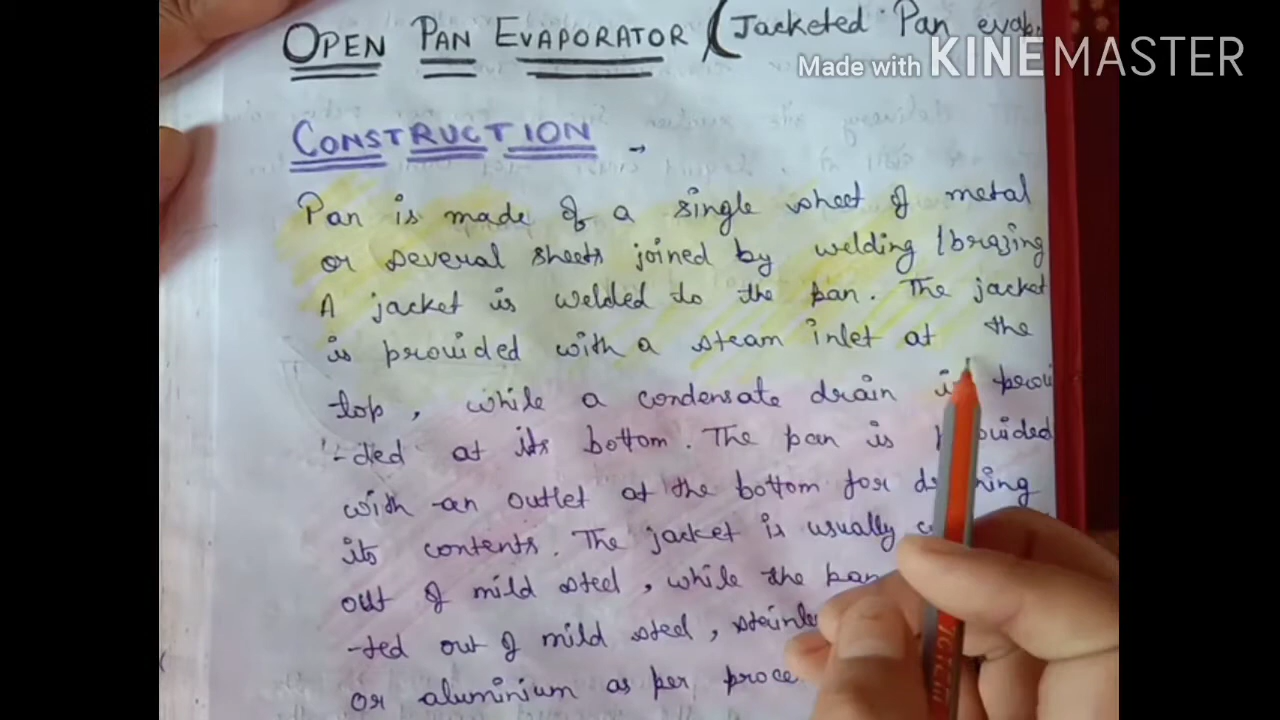 OPEN PAN EVAPORATOR (Jacketed Pan evap.
Made with KINEMASTER
CONSTRUCTION →
Pan is made of a single sheet of metal
or several sheets joined by welding /brazing
A jacket is welded to the pan. The jacket
is provided with a steam inlet at the
top, while a condensate drain is provi
-ded at its bottom. The pan is provided
with an outlet at the bottom for draining
its contents. The jacket is usually
out of mild steel, while the pan
-ted out of mild steel,
or aluminium as per